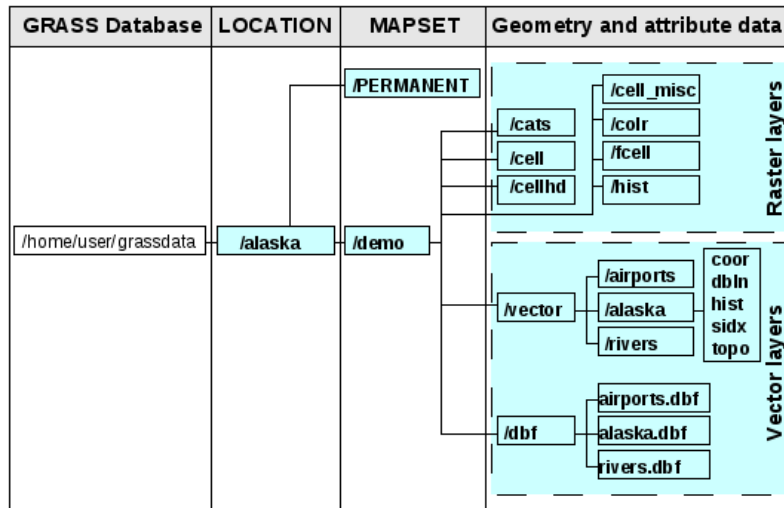 GRASS Database
LOCATION
MAPSET
Geometry and attribute data
/home/user/grassdata
/alaska
/PERMANENT
/demo
/cats
/cell
/cellhd
/cell_misc
/colr
/fcell
/hist
Raster layers
/vector
/airports
/alaska
/rivers
coor
dbln
hist
sidx
topo
/dbf
airports.dbf
alaska.dbf
rivers.dbf
Vector layers